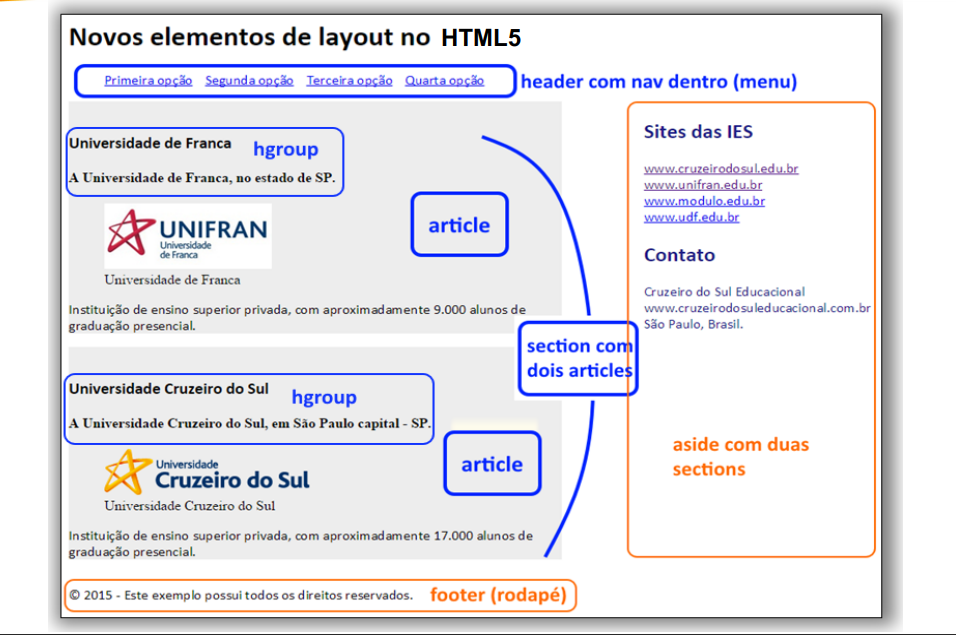 Novos elementos de layout no HTML5
Primeira opção Segunda opção Terceira opção Quarta opção
header com nav dentro (menu)
Universidade de Franca
hgroup
A Universidade de Franca, no estado de SP.
UNIFRAN
Universidade
de Franca
article
Universidade de Franca
Instituição de ensino superior privada, com aproximadamente 9.000 alunos de
graduação presencial.
section com
dois articles
Universidade Cruzeiro do Sul
hgroup
A Universidade Cruzeiro do Sul, em São Paulo capital - SP.
Universidade
Cruzeiro do Sul
article
Universidade Cruzeiro do Sul
Instituição de ensino superior privada, com aproximadamente 17.000 alunos de
graduação presencial.
Sites das IES
www.cruzeirodosul.edu.br
www.unifran.edu.br
www.modulo.edu.br
www.udf.edu.br
Contato
Cruzeiro do Sul Educacional
www.cruzeirodosuleducacional.com.br
São Paulo, Brasil.
aside com duas
sections
© 2015 - Este exemplo possui todos os direitos reservados.
footer (rodapé)